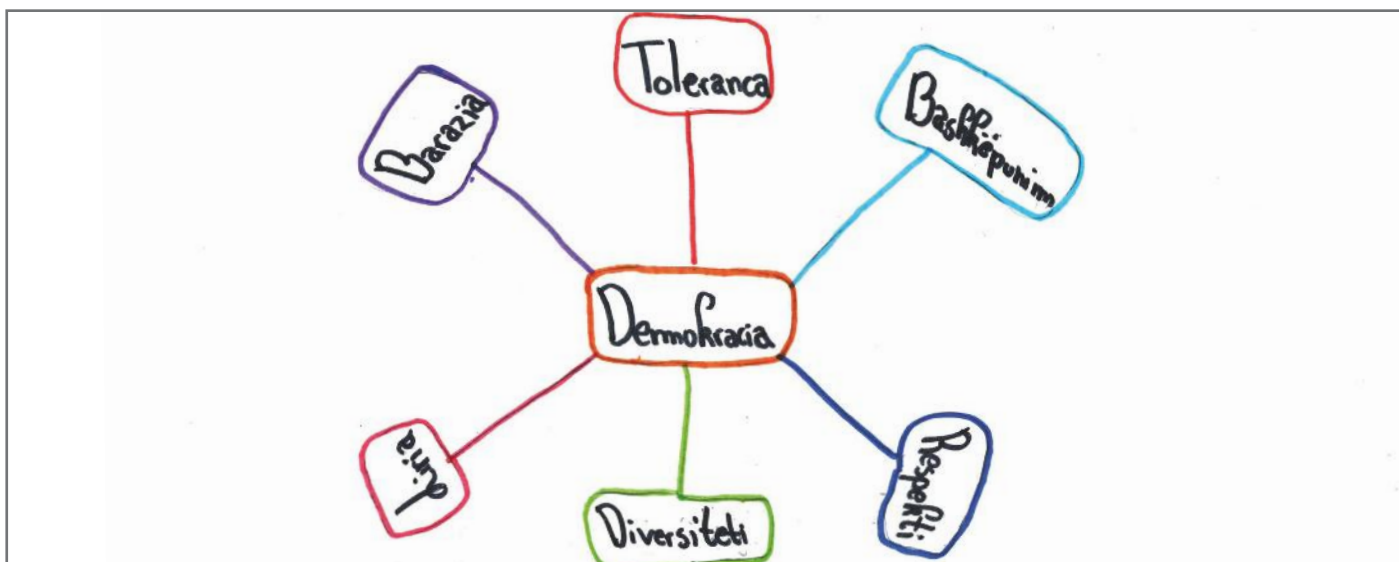 Toleranca
Barazia
Bashkëpunim
Demokracia
Liria
Respekti
Diversiteti